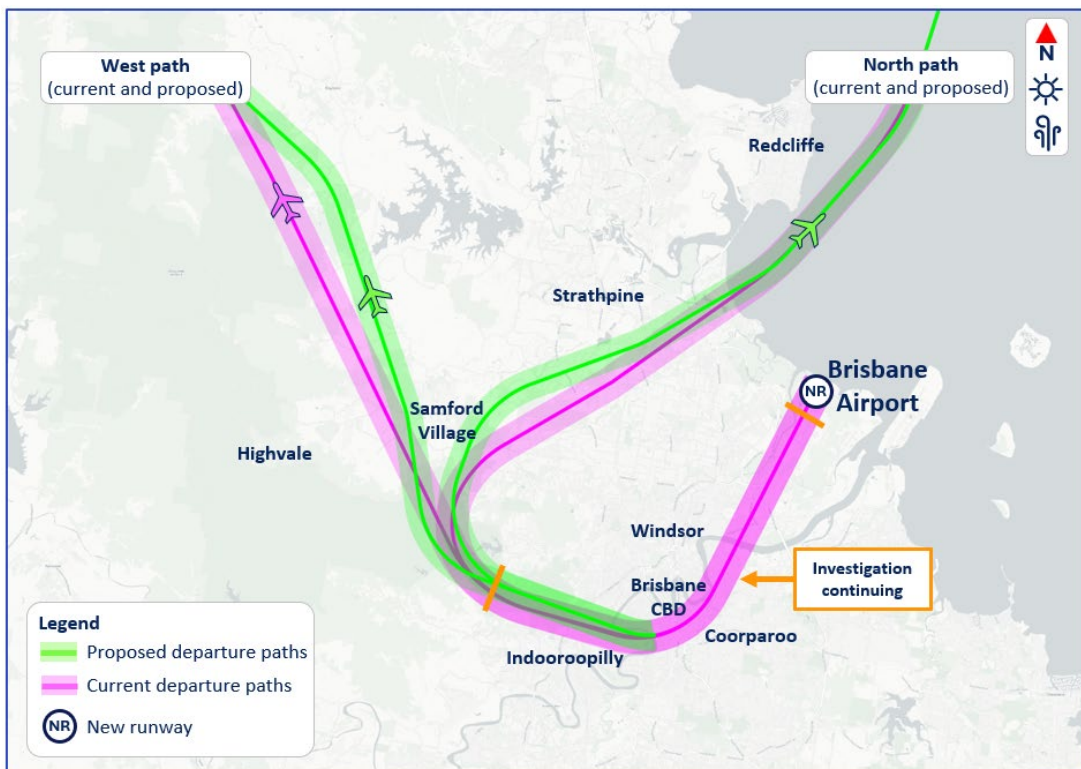 West path
(current and proposed)
North path
(current and proposed)
N
Redcliffe
Strathpine
Brisbane
Airport
NR
Samford
Village
Highvale
Windsor
Investigation
continuing
Brisbane
CBD
Coorparoo
Indooroopilly
Legend
Proposed departure paths
Current departure paths
NR New runway